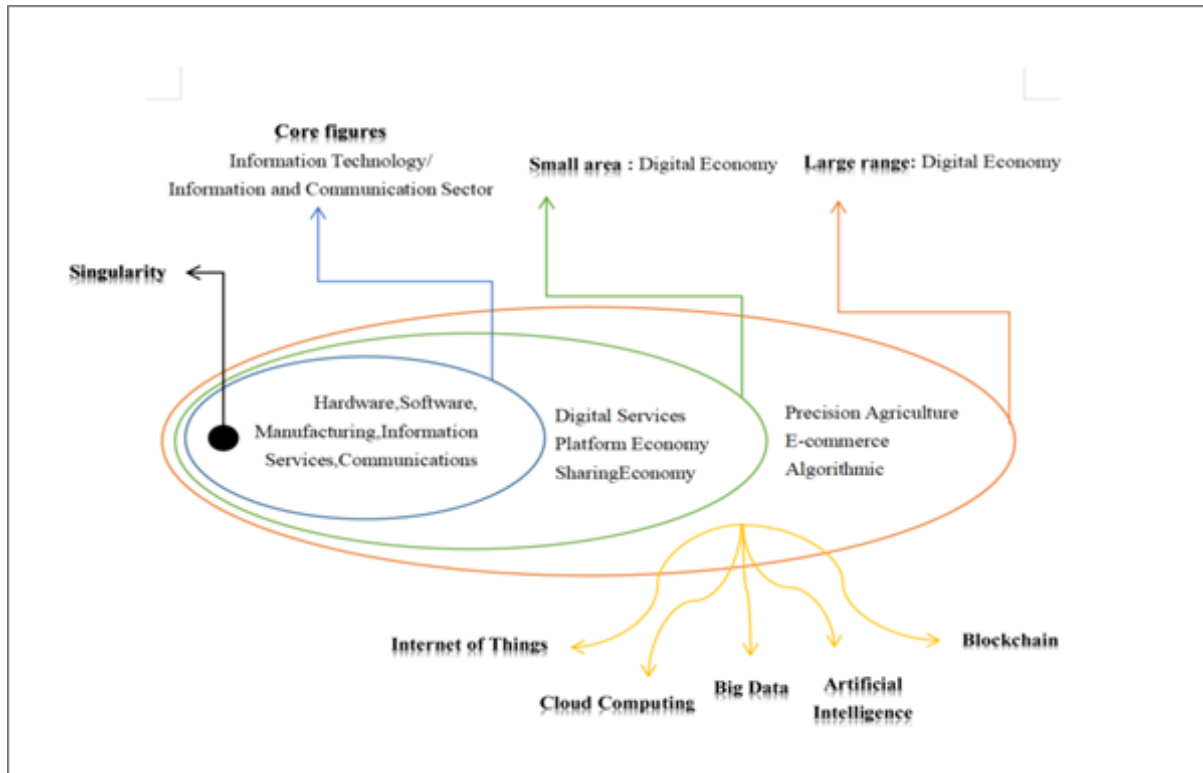 Core figures
Information Technology/
Information and Communication Sector
Small area : Digital Economy
Large range: Digital Economy
Singularity
Hardware,Software,
Manufacturing,Information
Services,Communications
Digital Services
Platform Economy
SharingEconomy
Precision Agriculture
E-commerce
Algorithmic
Internet of Things
Cloud Computing
Big Data
Artificial
Intelligence
Blockchain